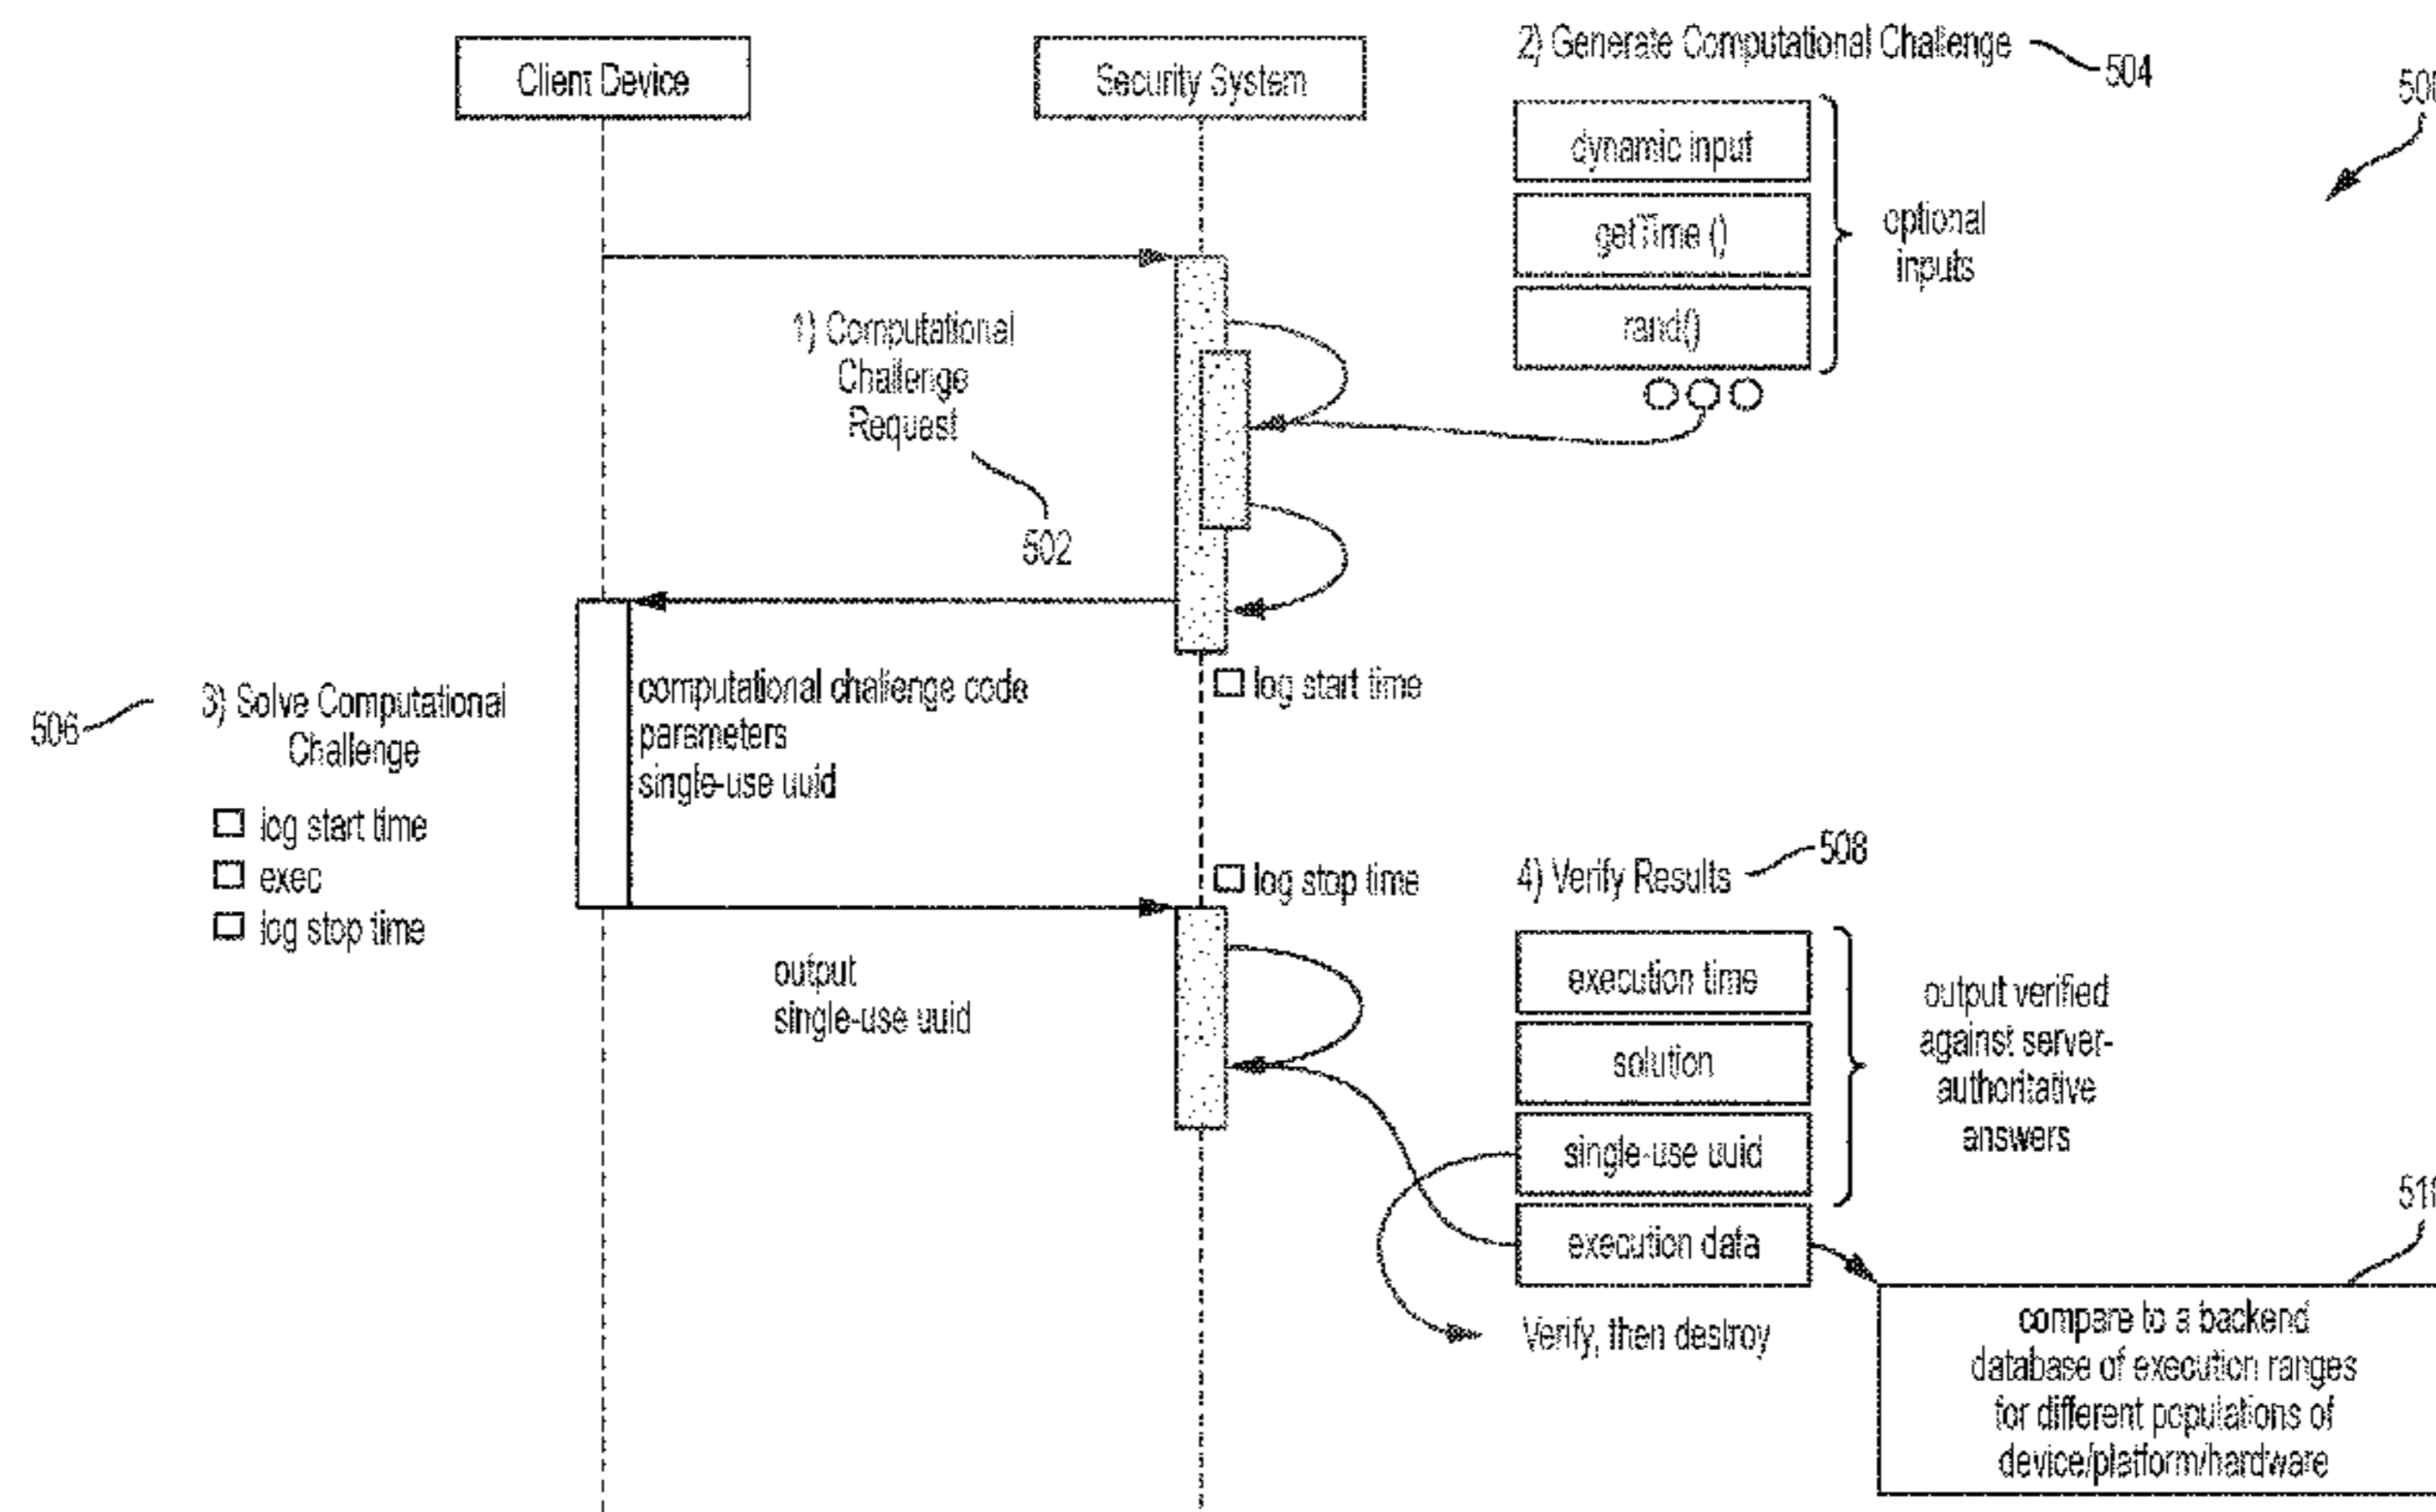 Client Device
Security System
2) Generate Computational Challenge
504
dynamic input
getTime ()
rand()
optional
inputs
1) Computational
Challenge
Request
502
506
3) Solve Computational
Challenge
log start time
exec
log stop time
computational challenge code
parameters
single-use uuid
log start time
log stop time
output
single-use uuid
4) Verify Results
508
execution time
solution
single-use uuid
execution data
output verified
against server-
authoritative
answers
Verify, then destroy
compare to a backend
database of execution ranges
for different populations of
device/platform/hardware